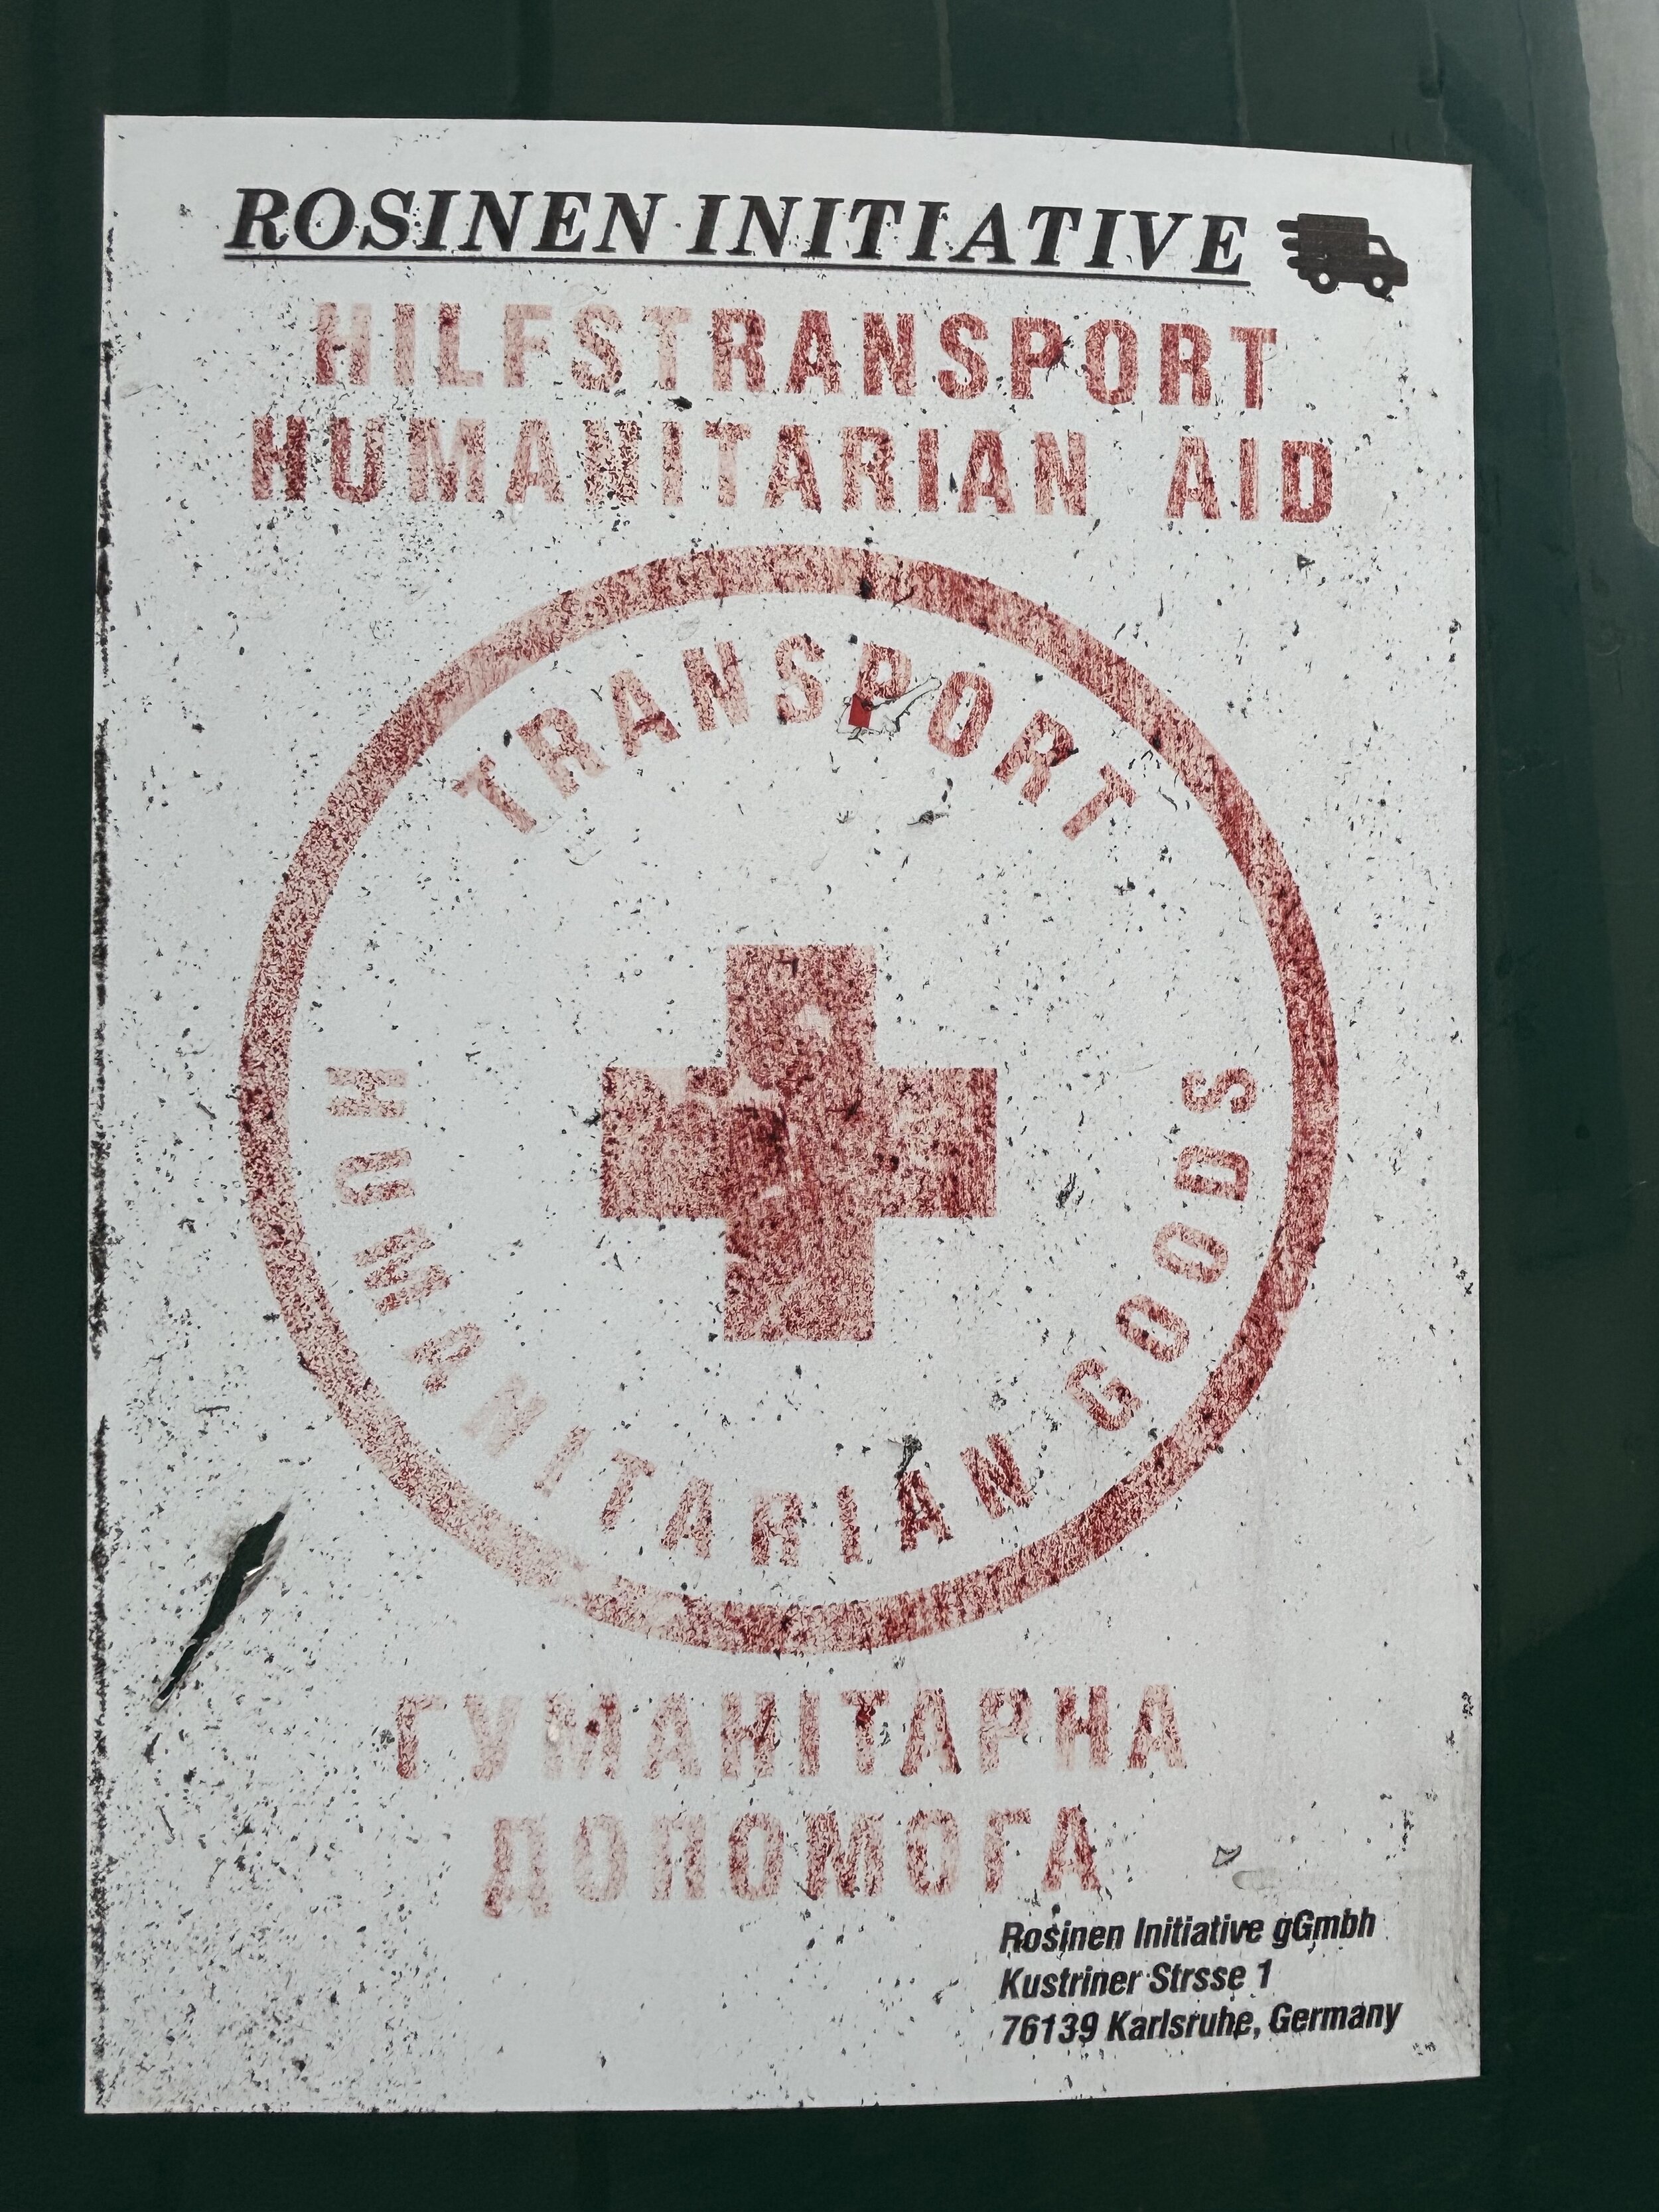 ROSINEN INITIATIVE
HILFSTRANSPORT
HUMANITARIAN AID
TRANSPORT
HUMANITARIAN GOODS
ГУМАНІТАРНА
ДОПОМОГА
Rosinen Initiative gGmbh
Kustriner Strsse 1
76139 Karlsruhe, Germany